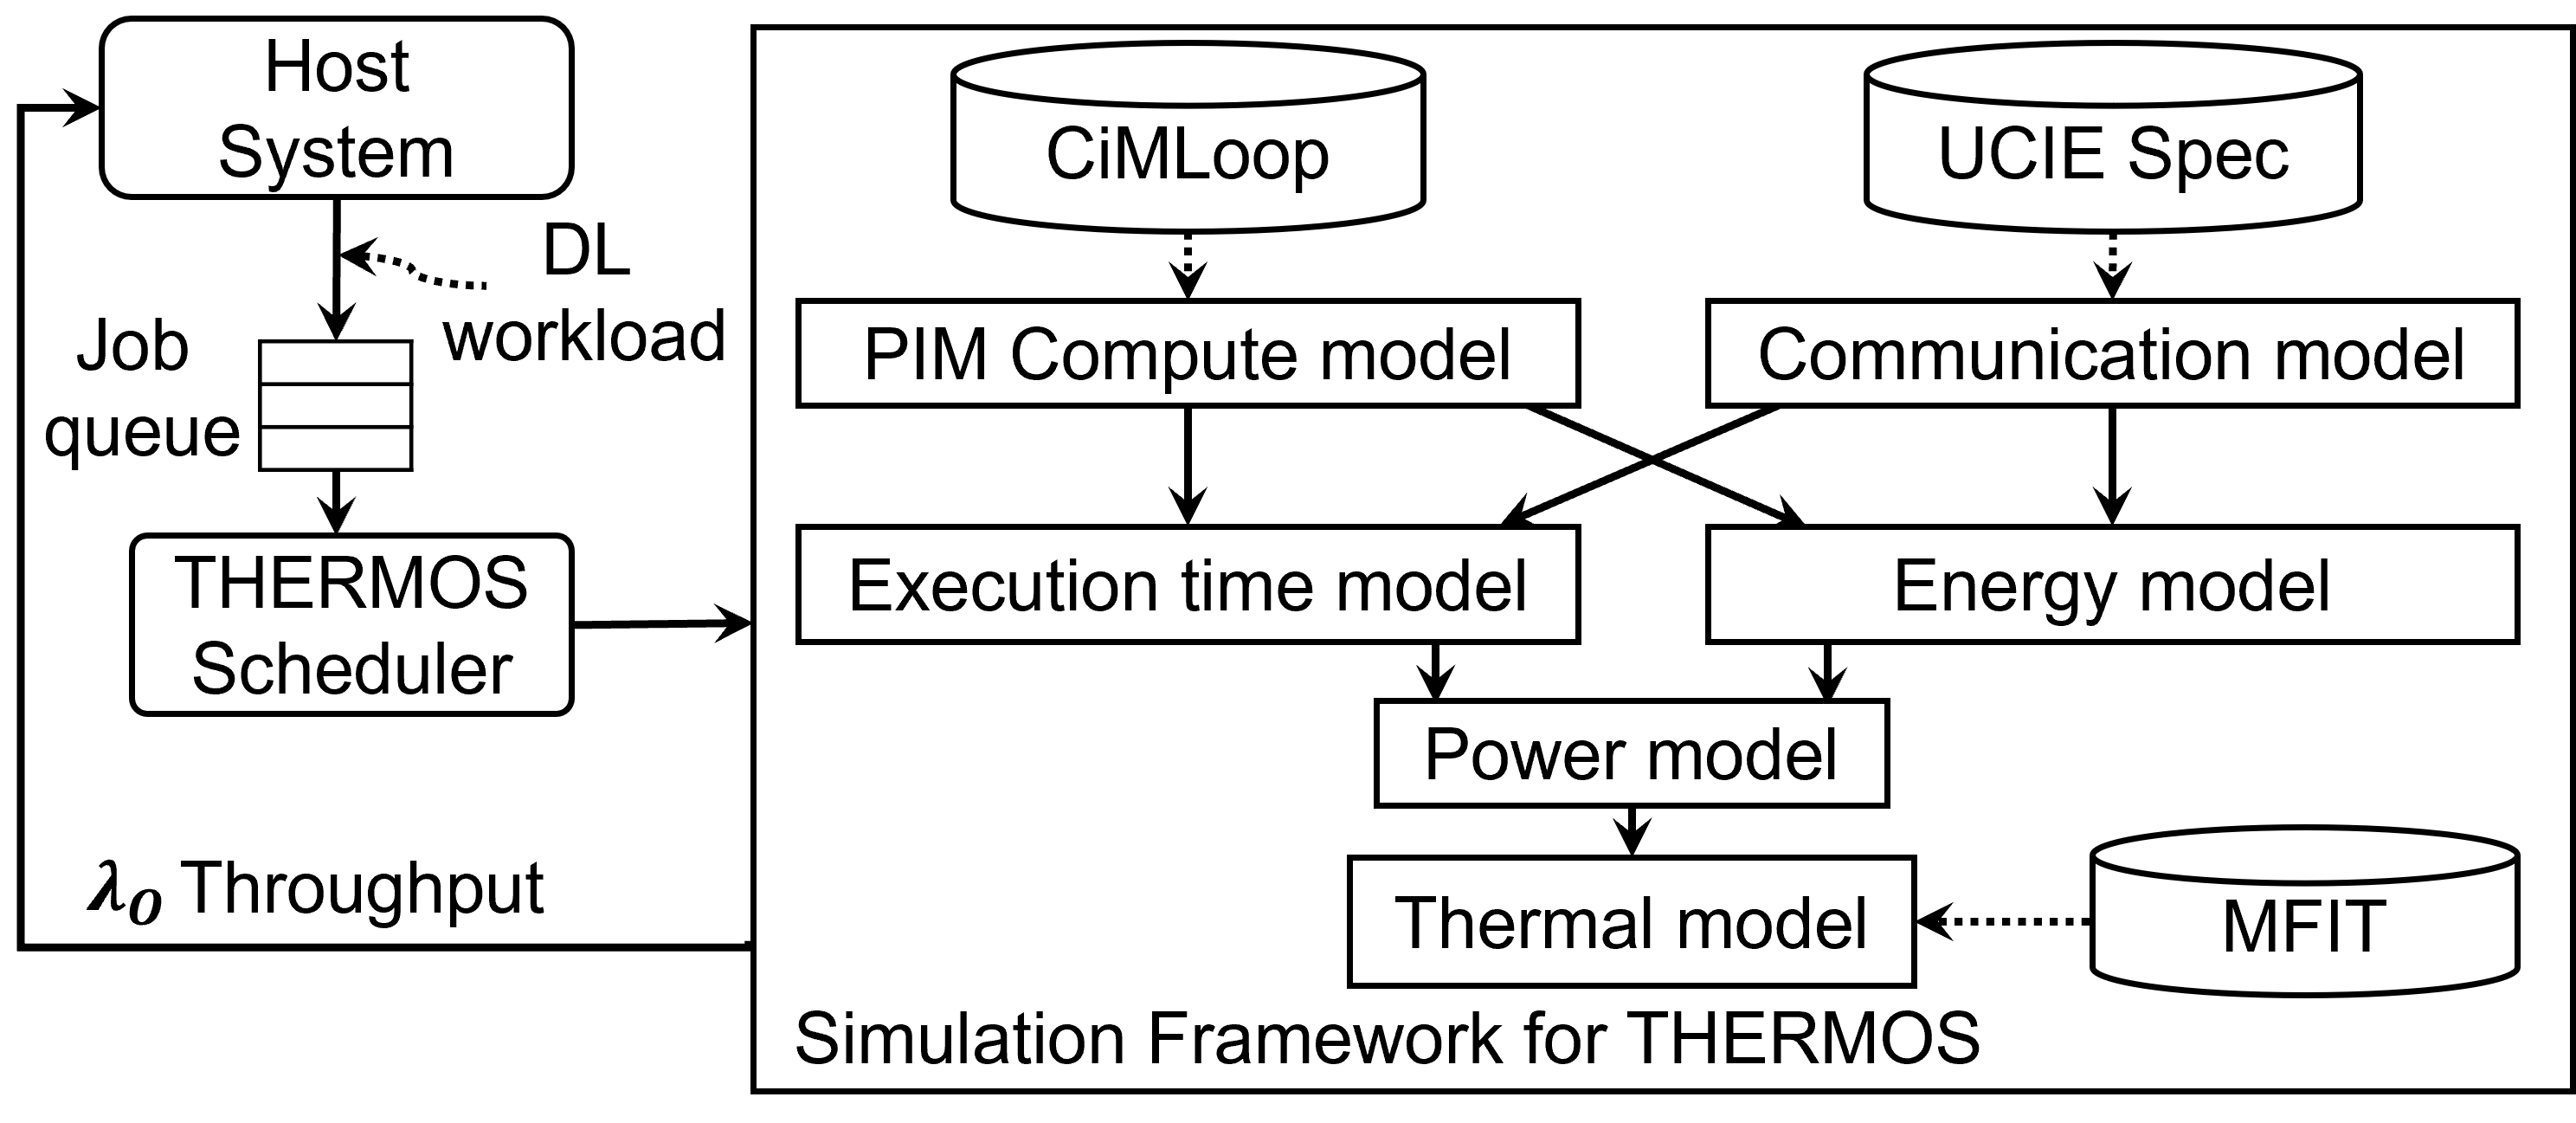 Host
System
DL
workload
Job
queue
THERMOS
Scheduler
λo Throughput
CiMLoop
UCIE Spec
PIM Compute model
Communication model
Execution time model
Energy model
Power model
Thermal model
MFIT
Simulation Framework for THERMOS